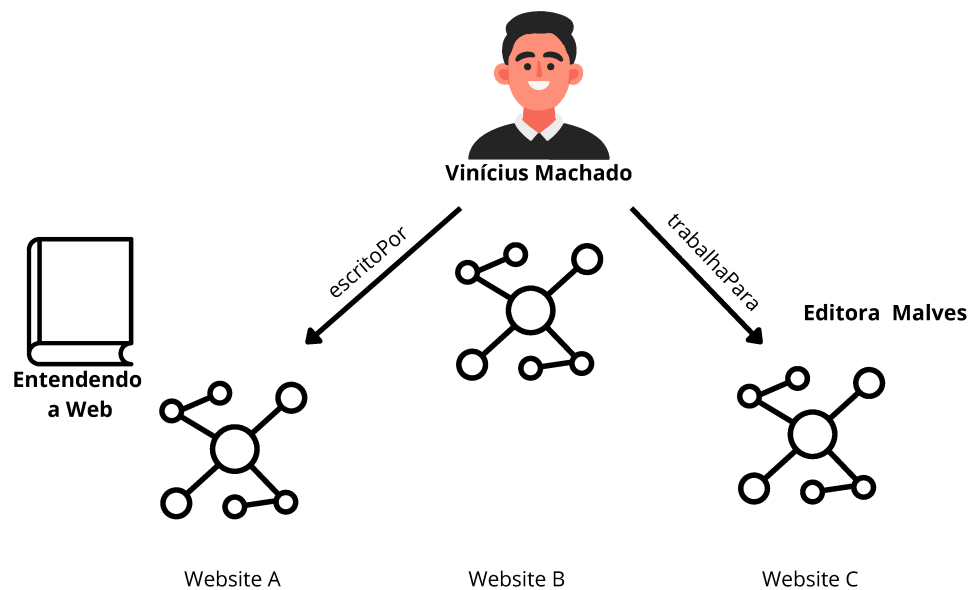 Vinícius Machado
escritoPor
trabalhaPara
Editora Malves
Entendendo
a Web
Website A
Website B
Website C